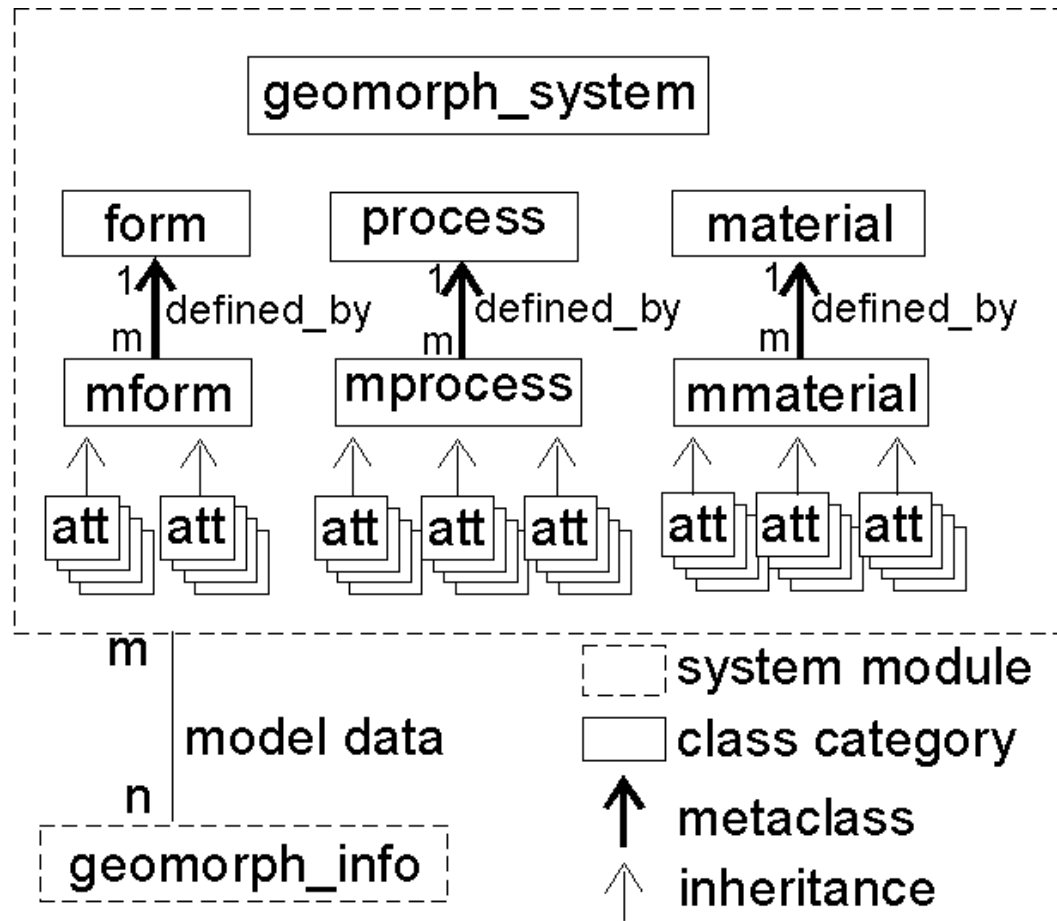 geomorph_system
form process material
1 1 1
defined_by defined_by defined_by
m m m
mform mprocess mmaterial
att att att att att att att att
m
system module
model data
class category
n
metaclass
geomorph_info
inheritance